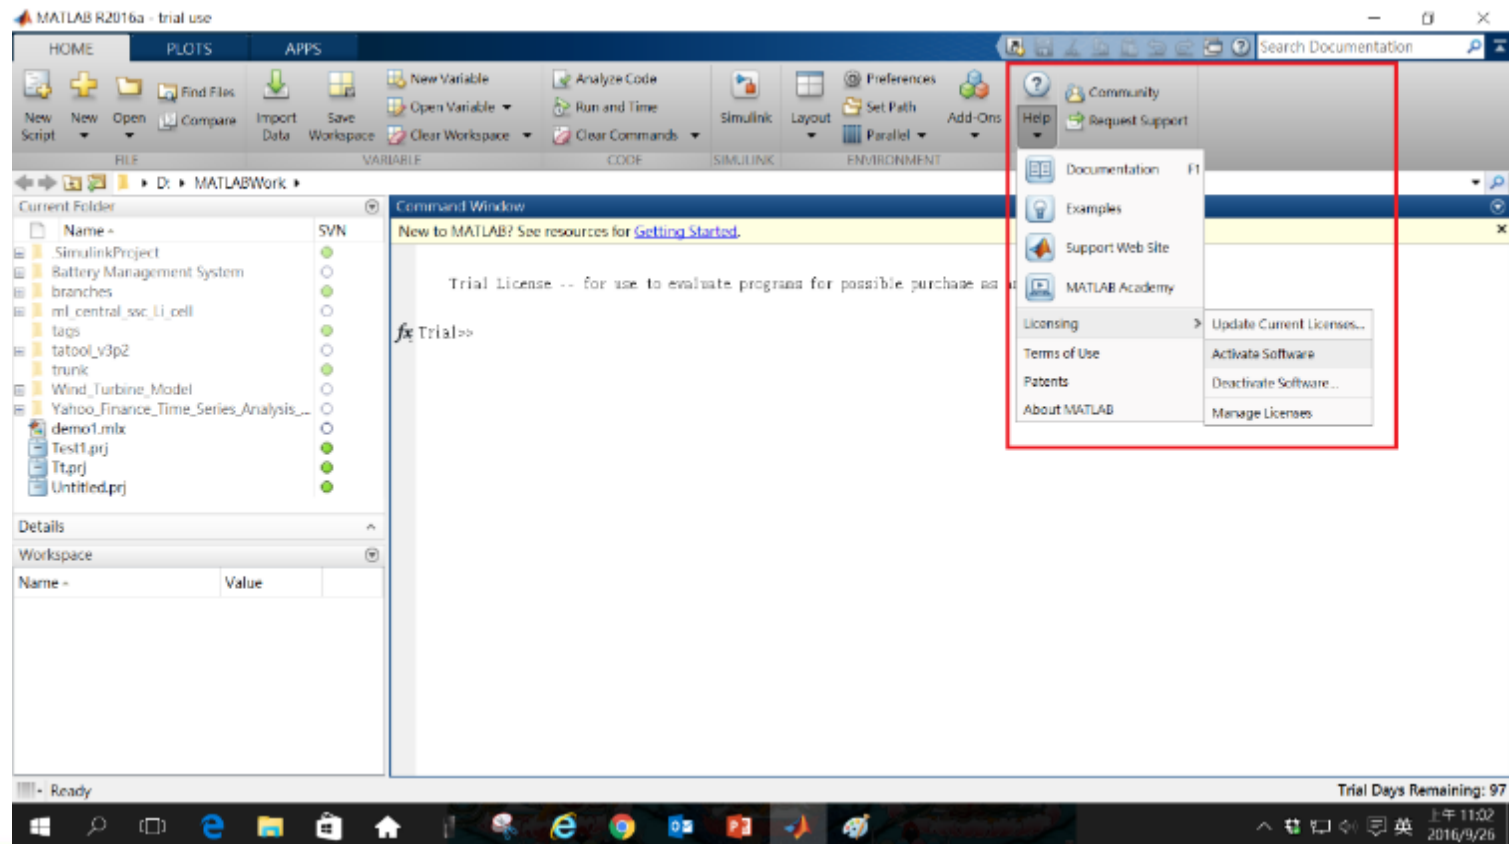 MATLAB R2016a - trial use
HOME PLOTS APPS
Search Documentation
New Script
New
Open
Find Files
Compare
Import Data
Save Workspace
New Variable
Open Variable
Clear Workspace
Analyze Code
Run and Time
Clear Commands
Simulink
Layout
Preferences
Set Path
Parallel
Add-Ons
Help
Community
Request Support
FILE VARIABLE CODE SIMULINK ENVIRONMENT
D: MATLABWork
Current Folder
Name SVN
.SimulinkProject
Battery Management System
branches
ml_central_ssc_Li_cell
tags
tatool_v3p2
trunk
Wind_Turbine_Model
Yahoo_Finance_Time_Series_Analysis_...
demo1.mlx
Test1.prj
Tt.prj
Untitled.prj
Details
Workspace
Name Value
Command Window
New to MATLAB? See resources for Getting Started.
Trial License -- for use to evaluate programs for possible purchase as
fx Trial>>
Documentation F1
Examples
Support Web Site
MATLAB Academy
Licensing
Terms of Use
Patents
About MATLAB
Update Current Licenses...
Activate Software
Deactivate Software...
Manage Licenses
Ready
Trial Days Remaining: 97
英
上午 11:02
2016/9/26